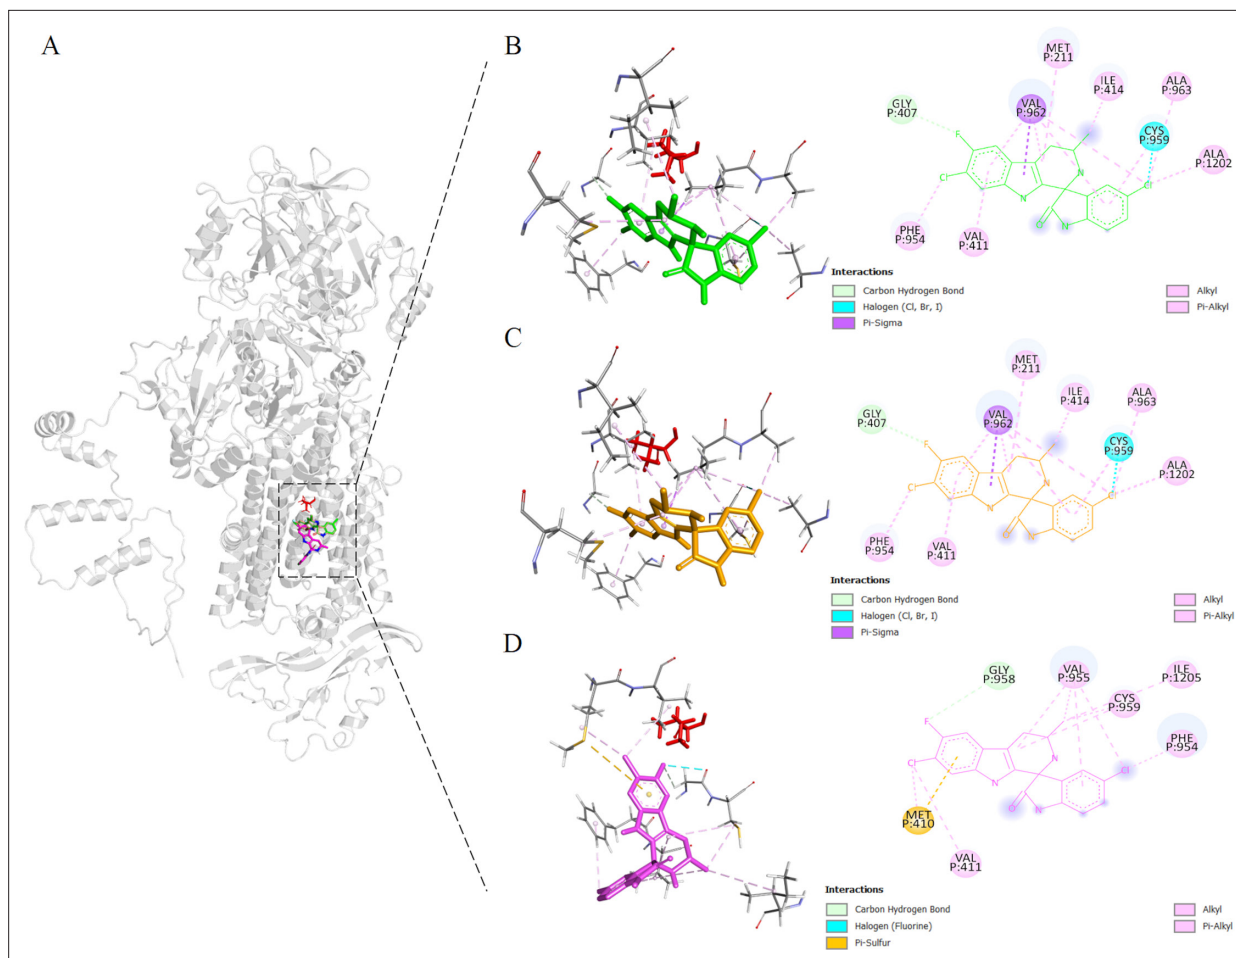 A
B
MET
P:211
ILE
P:414
ALA
P:963
GLY
P:407
VAL
P:962
CYS
P:959
ALA
P:1202
F
Cl
N
Cl
N
O
N
PHE
P:954
VAL
P:411
Interactions
Carbon Hydrogen Bond
Halogen (Cl, Br, I)
Pi-Sigma
Alkyl
Pi-Alkyl
C
MET
P:211
ILE
P:414
ALA
P:963
GLY
P:407
VAL
P:962
CYS
P:959
ALA
P:1202
F
Cl
N
Cl
N
O
N
PHE
P:954
VAL
P:411
Interactions
Carbon Hydrogen Bond
Halogen (Cl, Br, I)
Pi-Sigma
Alkyl
Pi-Alkyl
D
GLY
P:958
VAL
P:955
ILE
P:1205
CYS
P:959
PHE
P:954
F
Cl
N
Cl
N
O
N
MET
P:410
VAL
P:411
Interactions
Carbon Hydrogen Bond
Halogen (Fluorine)
Pi-Sulfur
Alkyl
Pi-Alkyl